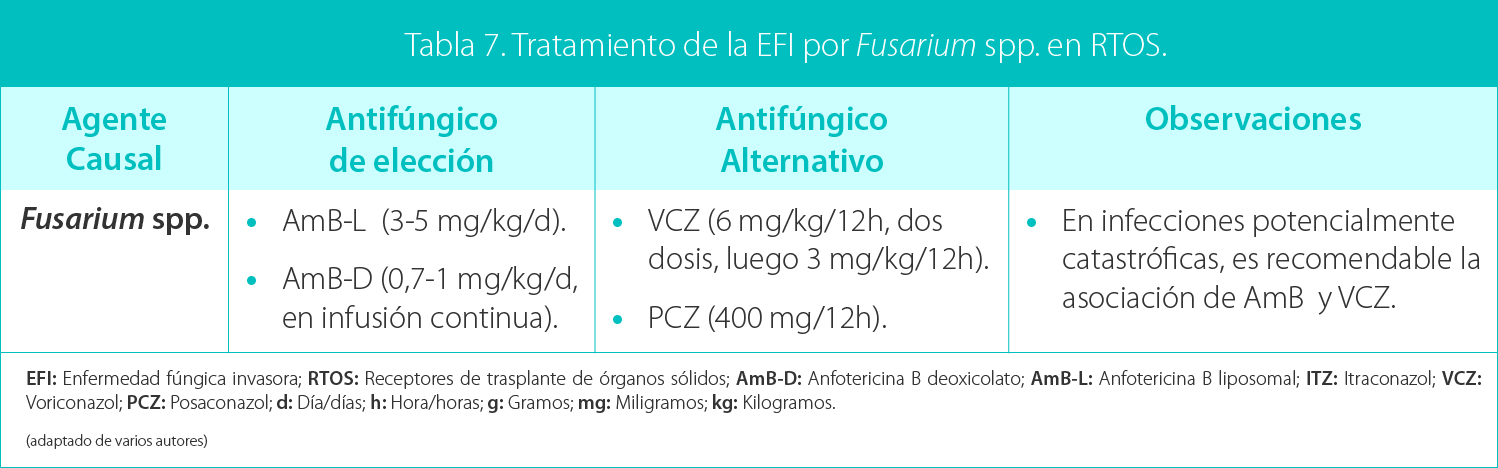 Tabla 7. Tratamiento de la EFI por Fusarium spp. en RTOS.
Agente
Causal
Antifúngico
de elección
Antifúngico
Alternativo
Observaciones
Fusarium spp.
• AmB-L (3-5 mg/kg/d).
• AmB-D (0,7-1 mg/kg/d,
en infusión continua).
• VCZ (6 mg/kg/12h, dos
dosis, luego 3 mg/kg/12h).
• PCZ (400 mg/12h).
• En infecciones potencialmente
catastróficas, es recomendable la
asociación de AmB y VCZ.
EFI: Enfermedad fúngica invasora; RTOS: Receptores de trasplante de órganos sólidos; AmB-D: Anfotericina B deoxicolato; AmB-L: Anfotericina B liposomal; ITZ: Itraconazol; VCZ:
Voriconazol; PCZ: Posaconazol; d: Día/días; h: Hora/horas; g: Gramos; mg: Miligramos; kg: Kilogramos.
(adaptado de varios autores)